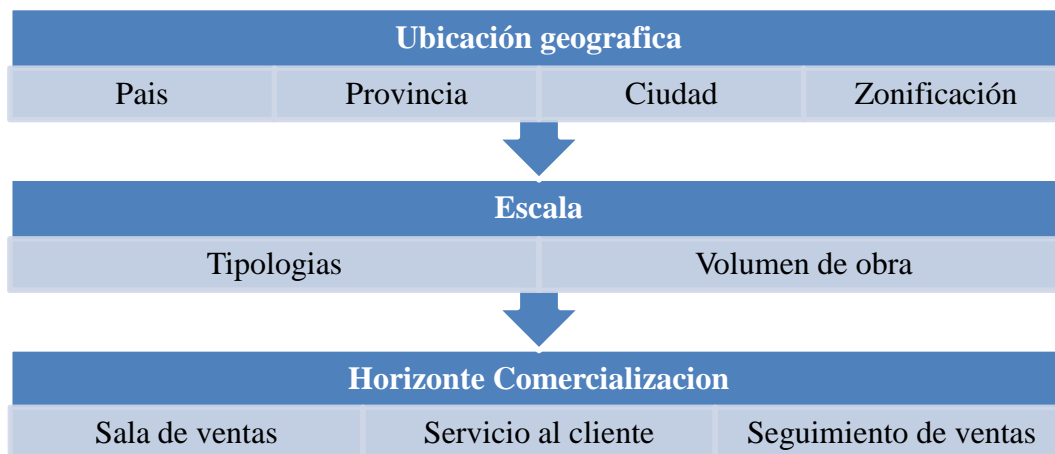 Ubicación geografica
Pais Provincia Ciudad Zonificación
Escala
Tipologias Volumen de obra
Horizonte Comercializacion
Sala de ventas Servicio al cliente Seguimiento de ventas